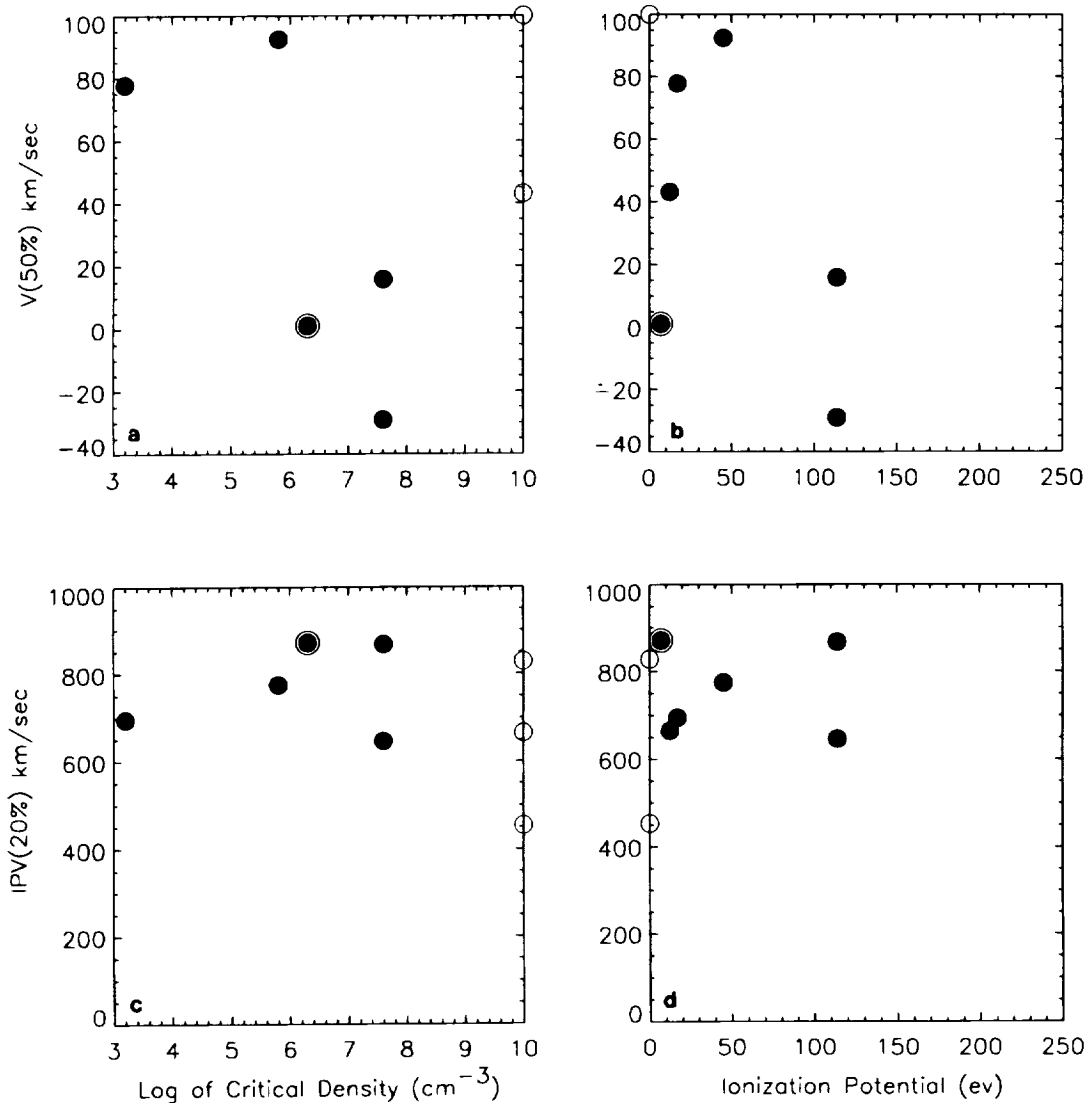 100
80
60
40
20
0
−20
−40
V(50%) km/sec
a
3 4 5 6 7 8 9 10
100
80
60
40
20
0
−20
−40
b
0 50 100 150 200 250
1000
800
600
400
200
0
IPV(20%) km/sec
c
3 4 5 6 7 8 9 10
Log of Critical Density (cm⁻³)
1000
800
600
400
200
0
d
0 50 100 150 200 250
Ionization Potential (ev)